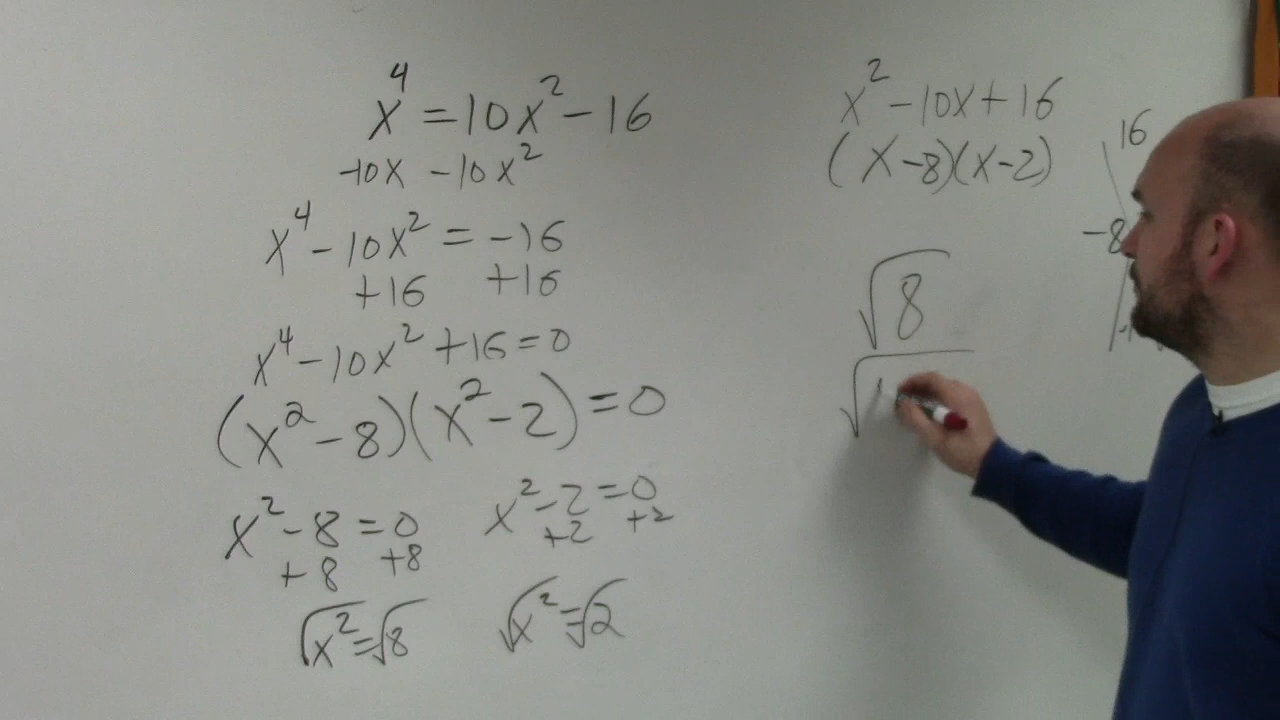 x⁴ = 10x² - 16
-10x -10x²
x⁴ - 10x² = -16
+16 +16
x⁴ - 10x² + 16 = 0
(x² - 8)(x² - 2) = 0
x² - 8 = 0 x² - 2 = 0
+8 +8 +2 +2
√x² = √8 √x² = √2
x² - 10x + 16
(x - 8)(x - 2)
16
-8
√8